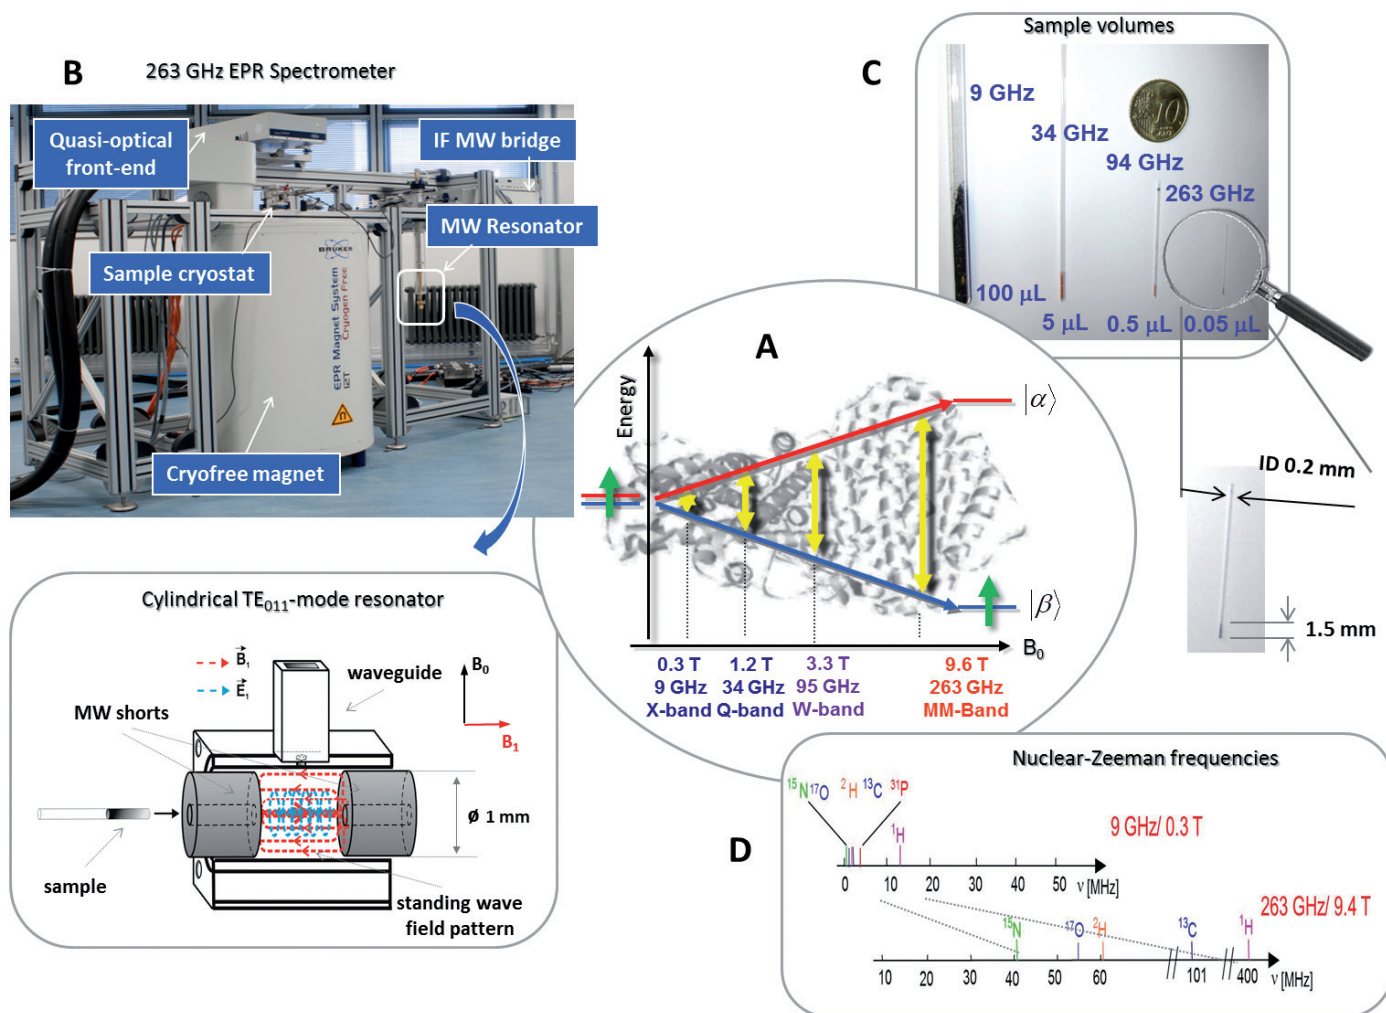 B
263 GHz EPR Spectrometer
Quasi-optical
front-end
IF MW bridge
MW Resonator
Sample cryostat
BRUKER
EPR Magnet System
Cryogen Free
12T
Cryofree magnet
C
Sample volumes
9 GHz
34 GHz
94 GHz
263 GHz
10
100 µL
5 µL
0.5 µL
0.05 µL
ID 0.2 mm
1.5 mm
A
Energy
|α⟩
|β⟩
B₀
0.3 T
9 GHz
X-band
1.2 T
34 GHz
Q-band
3.3 T
95 GHz
W-band
9.6 T
263 GHz
MM-Band
Cylindrical TE₀₁₁-mode resonator
B⃗₁
E⃗₁
waveguide
B₀
B₁
MW shorts
ø 1 mm
sample
standing wave
field pattern
D
Nuclear-Zeeman frequencies
¹⁵N ¹⁷O ²H ¹³C ³¹P
¹H
9 GHz/ 0.3 T
0 10 20 30 40 50 ν [MHz]
263 GHz/ 9.4 T
¹⁵N ¹⁷O ²H ¹³C ¹H
10 20 30 40 50 60 101 400 ν [MHz]